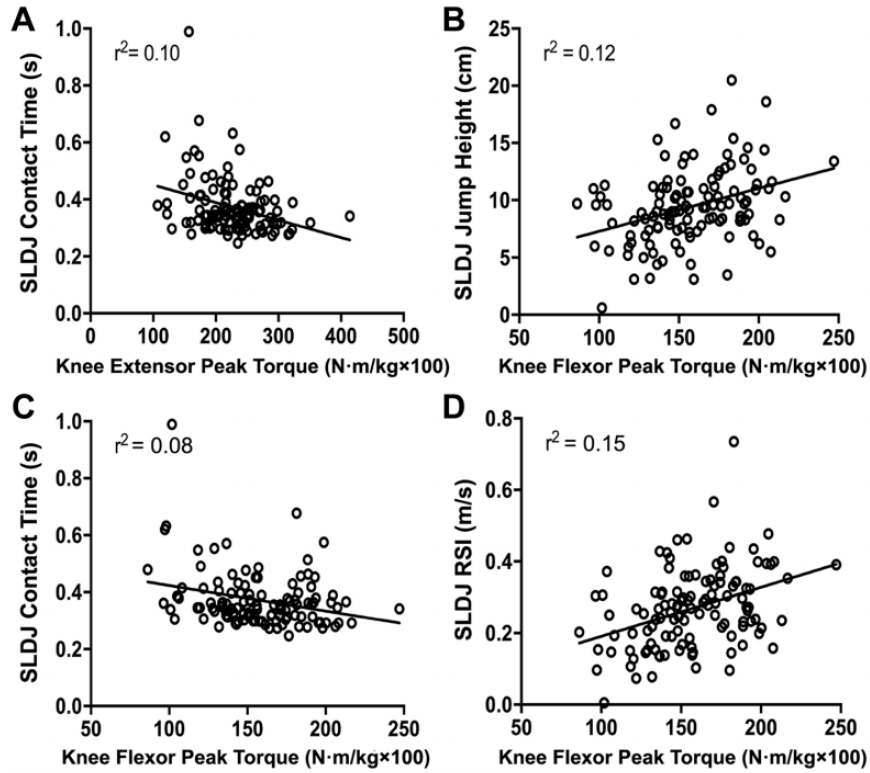 A
r²= 0.10
SLDJ Contact Time (s)
1.0
0.8
0.6
0.4
0.2
0.0
0 100 200 300 400 500
Knee Extensor Peak Torque (N·m/kg×100)
B
r²= 0.12
SLDJ Jump Height (cm)
25
20
15
10
5
0
50 100 150 200 250
Knee Flexor Peak Torque (N·m/kg×100)
C
r² = 0.08
SLDJ Contact Time (s)
1.0
0.8
0.6
0.4
0.2
0.0
50 100 150 200 250
Knee Flexor Peak Torque (N·m/kg×100)
D
r² = 0.15
SLDJ RSI (m/s)
0.8
0.6
0.4
0.2
0.0
50 100 150 200 250
Knee Flexor Peak Torque (N·m/kg×100)